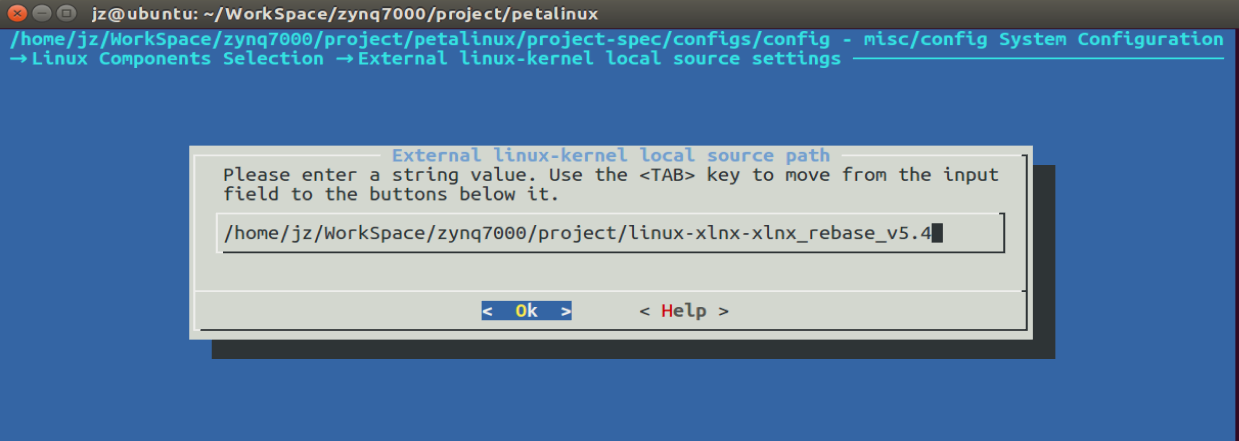 jz@ubuntu: ~/WorkSpace/zynq7000/project/petalinux
/home/jz/WorkSpace/zynq7000/project/petalinux/project-spec/configs/config - misc/config System Configuration
→ Linux Components Selection → External linux-kernel local source settings
External linux-kernel local source path
Please enter a string value. Use the <TAB> key to move from the input
field to the buttons below it.
/home/jz/WorkSpace/zynq7000/project/linux-xlnx-xlnx_rebase_v5.4
< Ok > < Help >